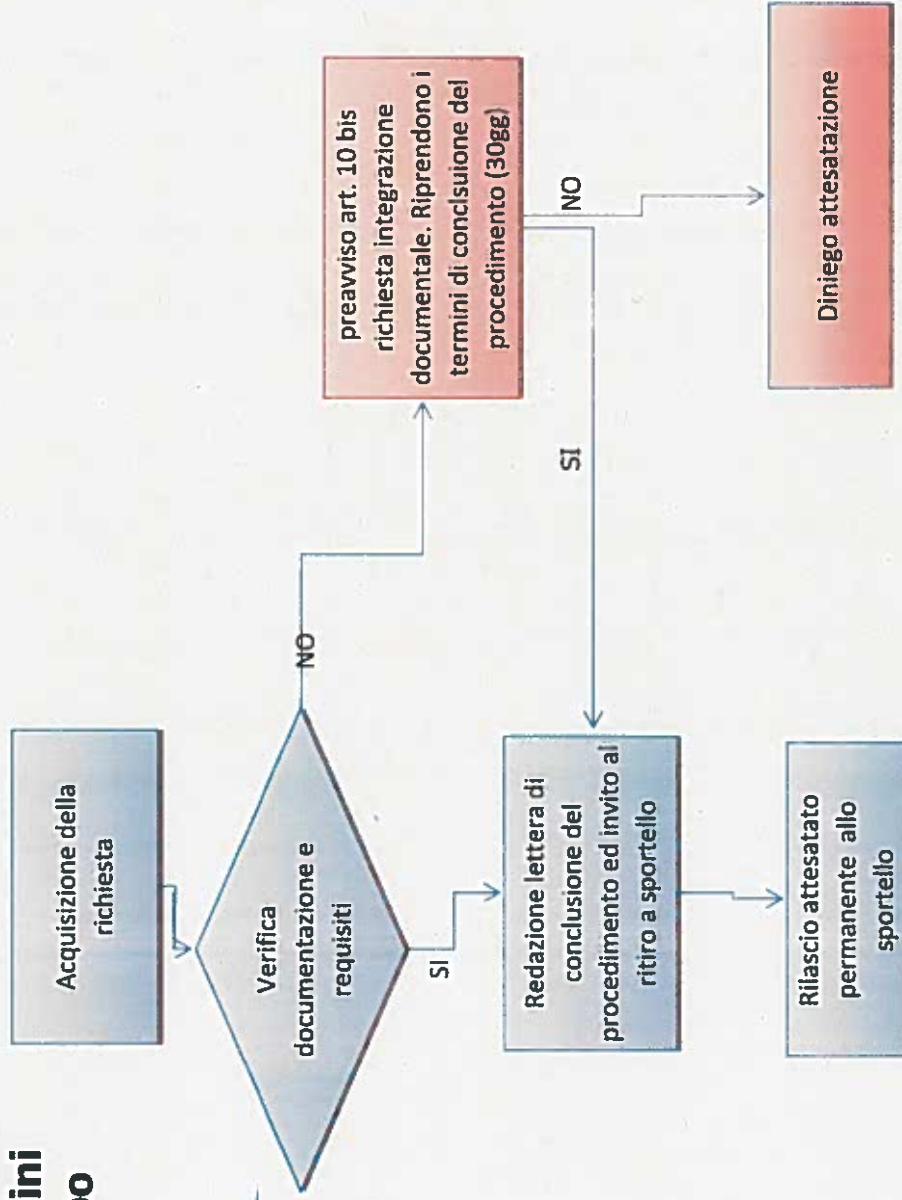 ini
oo
Acquisizione della
richiesta
Verifica
documentazione e
requisiti
NO
SI
preavviso art. 10 bis
richiesta integrazione
documentale. Riprendono i
termini di conclsuione del
procedimento (30gg)
NO
SI
Redazione lettera di
conclusione del
procedimento ed invito al
ritiro a sportello
Rilascio attesatato
permanente allo
sportello
Diniego attesatazione